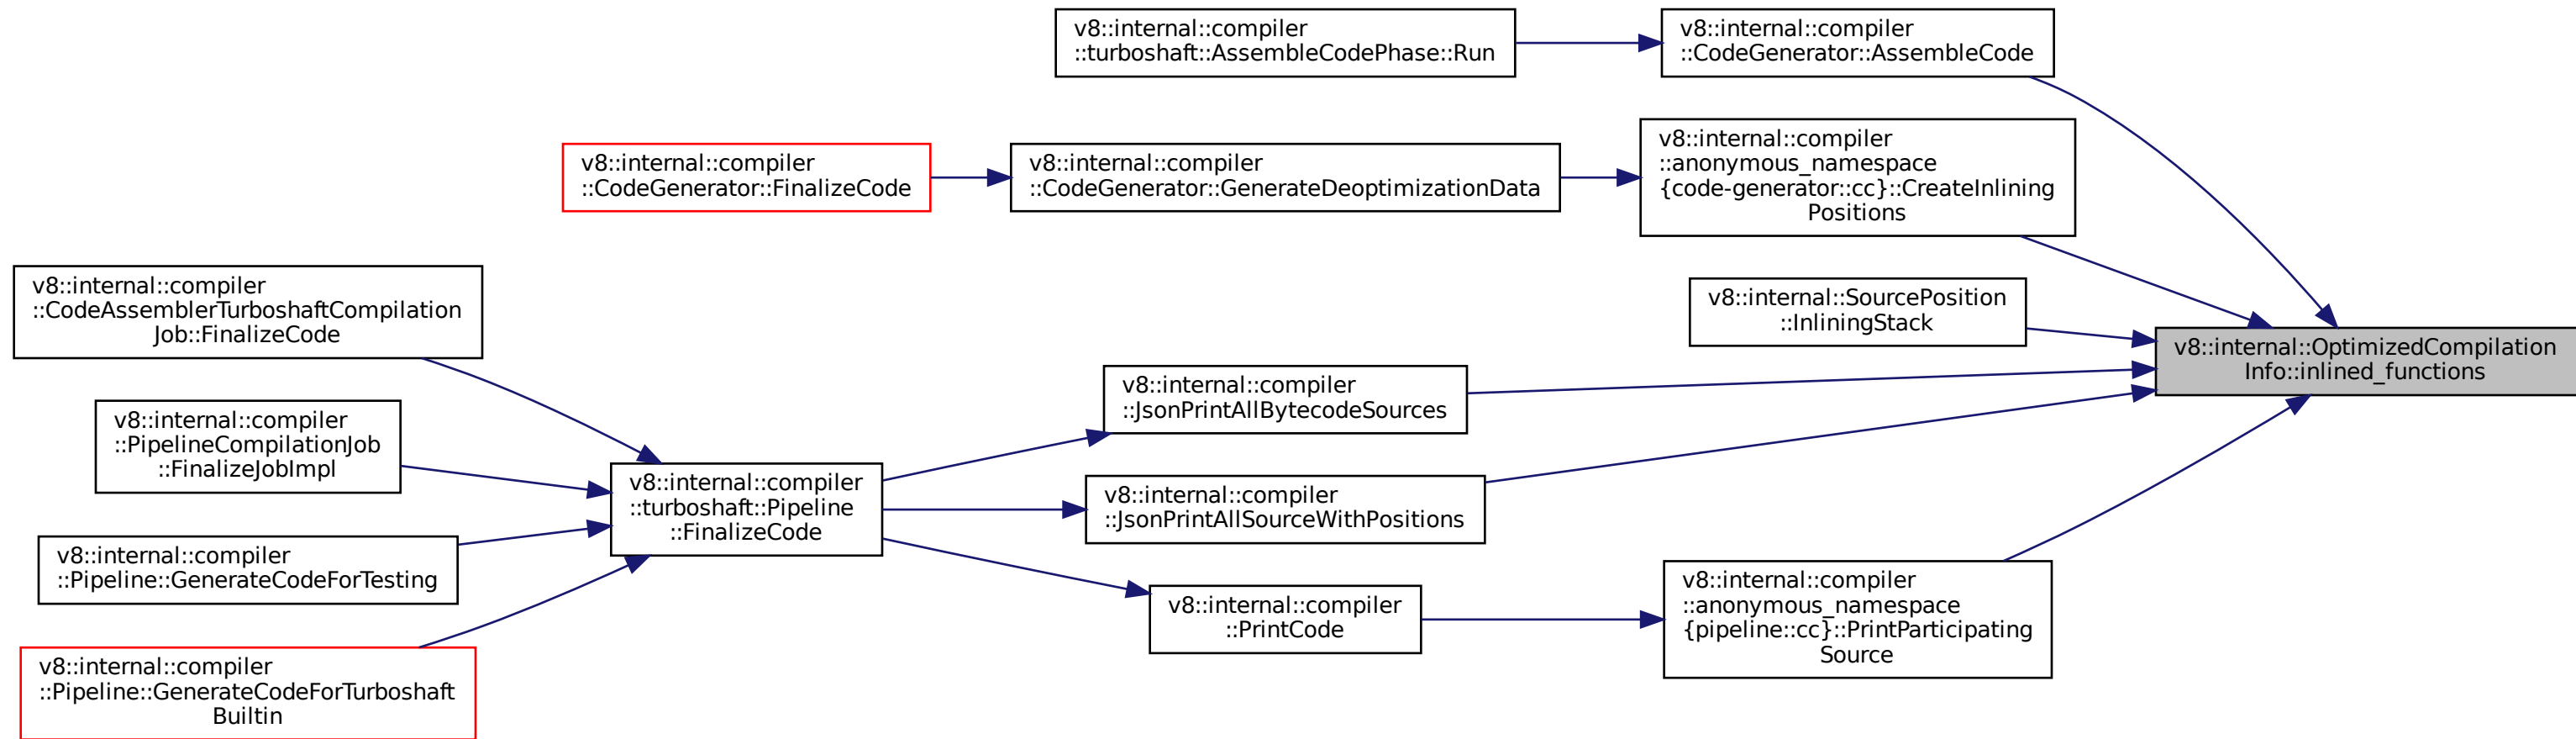 v8::internal::compiler
::turboshaft::AssembleCodePhase::Run
v8::internal::compiler
::CodeGenerator::AssembleCode
v8::internal::compiler
::CodeGenerator::FinalizeCode
v8::internal::compiler
::CodeGenerator::GenerateDeoptimizationData
v8::internal::compiler
::anonymous_namespace
{code-generator::cc}::CreateInlining
Positions
v8::internal::compiler
::CodeAssemblerTurboshaftCompilation
Job::FinalizeCode
v8::internal::SourcePosition
::InliningStack
v8::internal::OptimizedCompilation
Info::inlined_functions
v8::internal::compiler
::JsonPrintAllBytecodeSources
v8::internal::compiler
::PipelineCompilationJob
::FinalizeJobImpl
v8::internal::compiler
::turboshaft::Pipeline
::FinalizeCode
v8::internal::compiler
::JsonPrintAllSourceWithPositions
v8::internal::compiler
::Pipeline::GenerateCodeForTesting
v8::internal::compiler
::PrintCode
v8::internal::compiler
::anonymous_namespace
{pipeline::cc}::PrintParticipating
Source
v8::internal::compiler
::Pipeline::GenerateCodeForTurboshaft
Builtin